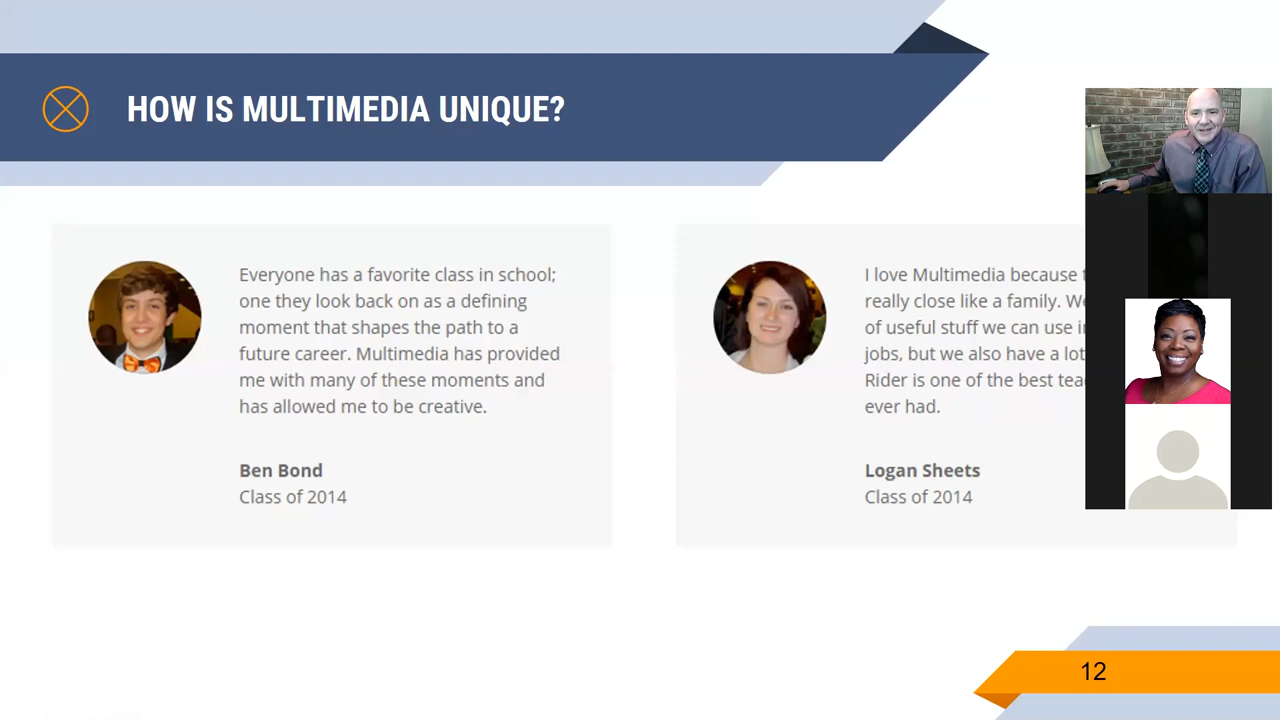 HOW IS MULTIMEDIA UNIQUE?
Everyone has a favorite class in school;
one they look back on as a defining
moment that shapes the path to a
future career. Multimedia has provided
me with many of these moments and
has allowed me to be creative.
Ben Bond
Class of 2014
I love Multimedia because
really close like a family.
of useful stuff we can use
jobs, but we also have a lot
Rider is one of the best
ever had.
Logan Sheets
Class of 2014
12